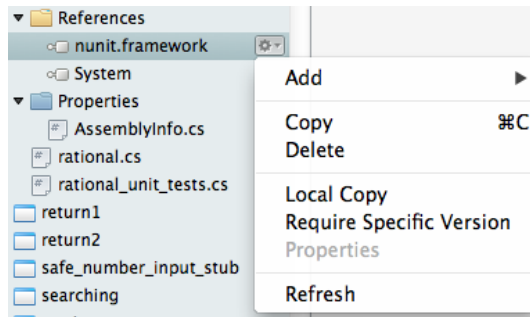 References
nunit.framework
System
Properties
AssemblyInfo.cs
rational.cs
rational_unit_tests.cs
return1
return2
safe_number_input_stub
searching
Add
Copy ⌘C
Delete
Local Copy
Require Specific Version
Properties
Refresh